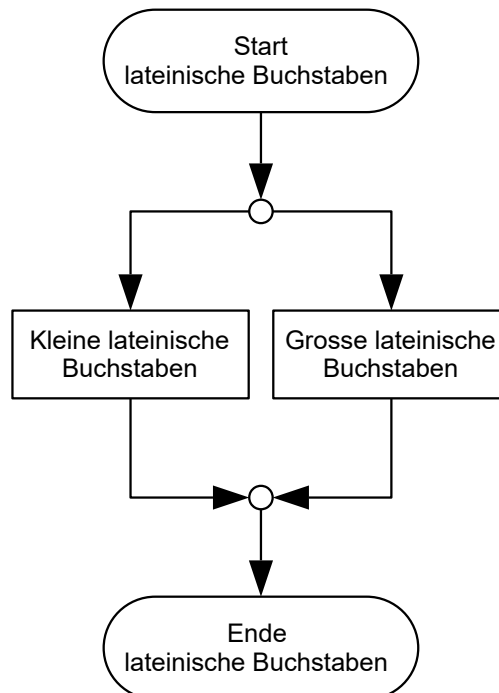 Start
lateinische Buchstaben
Kleine lateinische
Buchstaben
Grosse lateinische
Buchstaben
Ende
lateinische Buchstaben